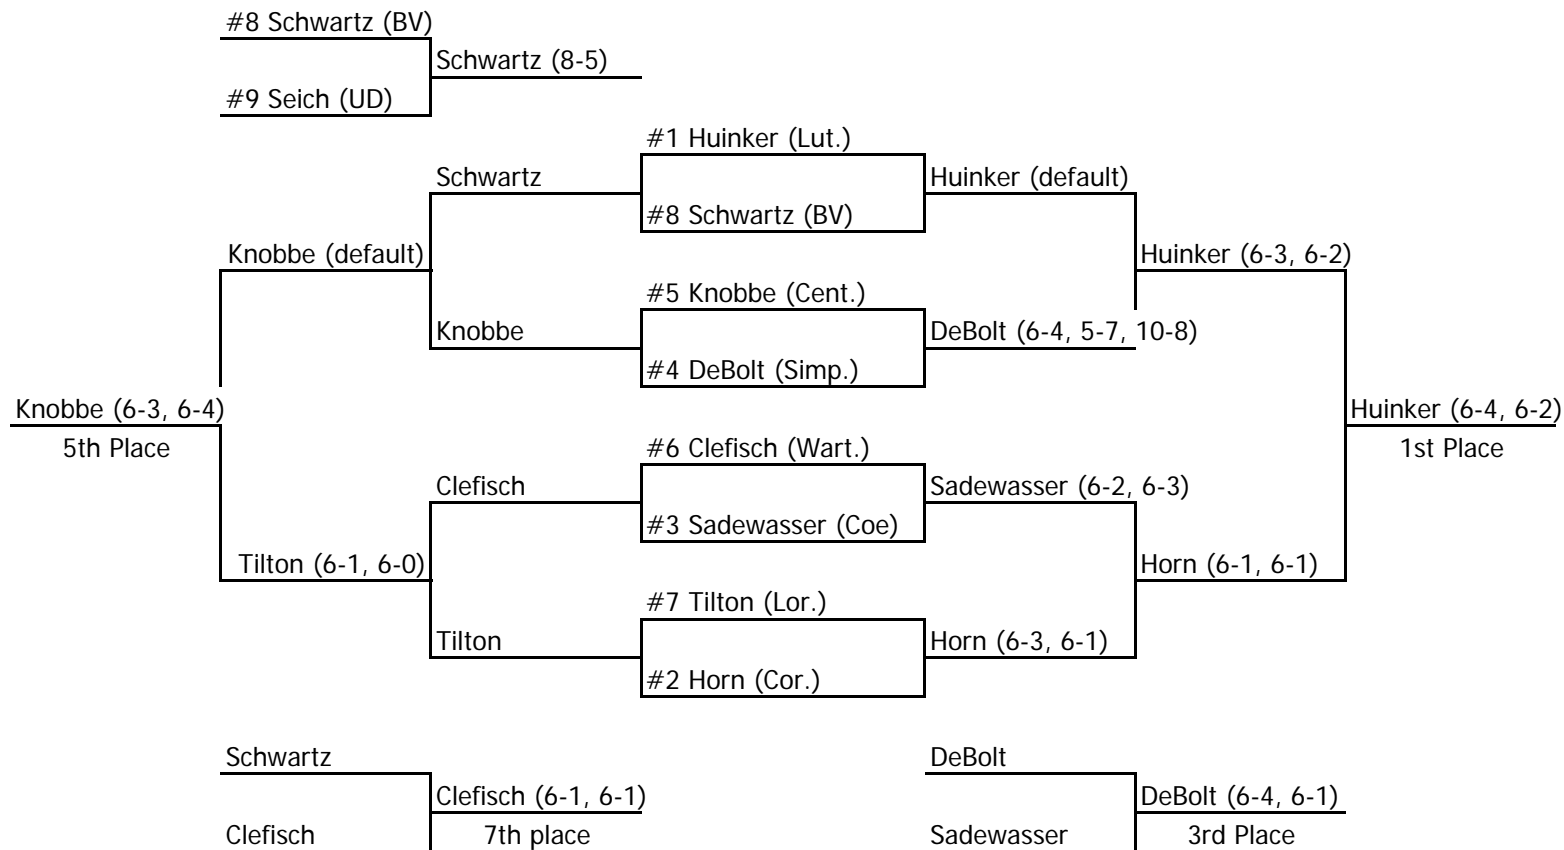 #8 Schwartz (BV)
Schwartz (8-5)
#9 Seich (UD)
#1 Huinker (Lut.)
Schwartz
Huinker (default)
#8 Schwartz (BV)
Knobbe (default)
Huinker (6-3, 6-2)
#5 Knobbe (Cent.)
Knobbe
DeBolt (6-4, 5-7, 10-8)
#4 DeBolt (Simp.)
Knobbe (6-3, 6-4)
Huinker (6-4, 6-2)
5th Place
#6 Clefisch (Wart.)
1st Place
Clefisch
Sadewasser (6-2, 6-3)
#3 Sadewasser (Coe)
Tilton (6-1, 6-0)
Horn (6-1, 6-1)
#7 Tilton (Lor.)
Tilton
Horn (6-3, 6-1)
#2 Horn (Cor.)
Schwartz
DeBolt
Clefisch (6-1, 6-1)
DeBolt (6-4, 6-1)
Clefisch
7th place
Sadewasser
3rd Place